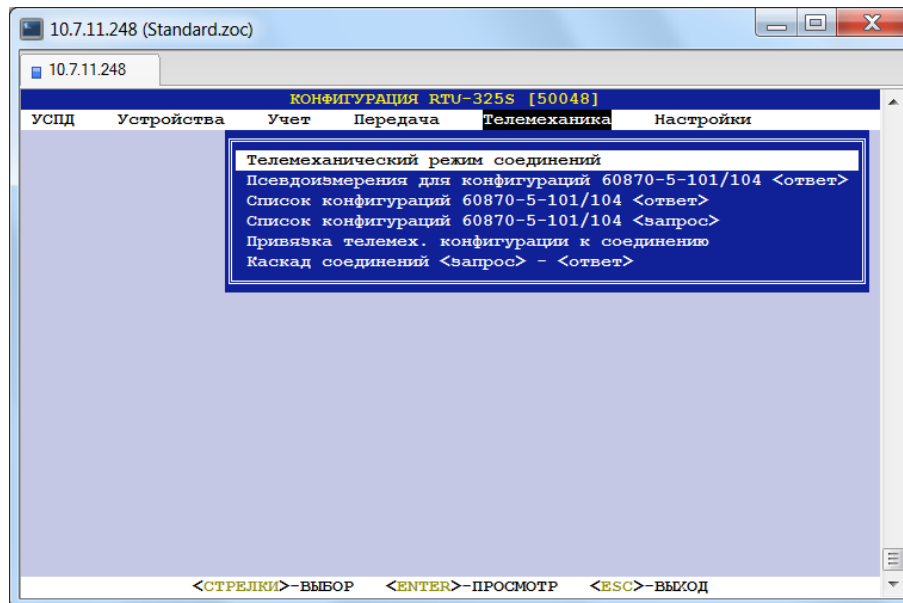 10.7.11.248 (Standard.zoc)
10.7.11.248
КОНФИГУРАЦИЯ RTU-325S [50048]
УСПД Устройства Учет Передача Телемеханика Настройки
Телемеханический режим соединений
Псевдоизмерения для конфигураций 60870-5-101/104 <ответ>
Список конфигураций 60870-5-101/104 <ответ>
Список конфигураций 60870-5-101/104 <запрос>
Привязка телемех. конфигурации к соединению
Каскад соединений <запрос> - <ответ>
<СТРЕЛКИ>-ВЫБОР <ENTER>-ПРОСМОТР <ESC>-ВЫХОД